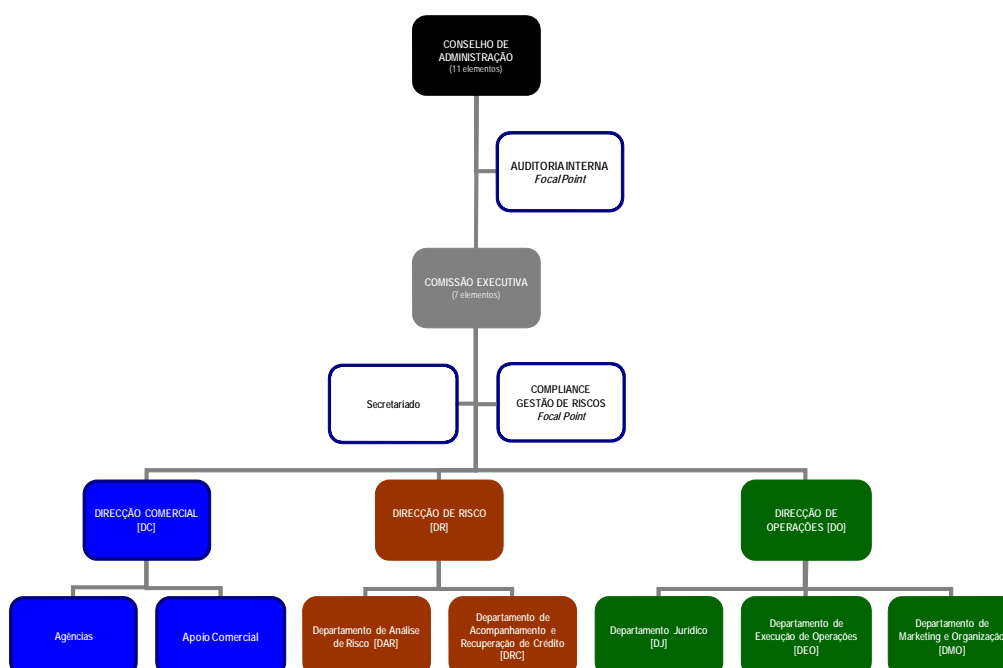 CONSELHO DE
ADMINISTRAÇÃO
(11 elementos)
AUDITORIA INTERNA
Focal Point
COMISSÃO EXECUTIVA
(7 elementos)
Secretariado
COMPLIANCE
GESTÃO DE RISCOS
Focal Point
DIRECÇÃO COMERCIAL
[DC]
DIRECÇÃO DE RISCO
[DR]
DIRECÇÃO DE
OPERAÇÕES [DO]
Agências
Apoio Comercial
Departamento de Análise
de Risco [DAR]
Departamento de
Acompanhamento e
Recuperação de Crédito
[DRC]
Departamento Jurídico
[DJ]
Departamento de
Execução de Operações
[DEO]
Departamento de
Marketing e Organização
[DMO]